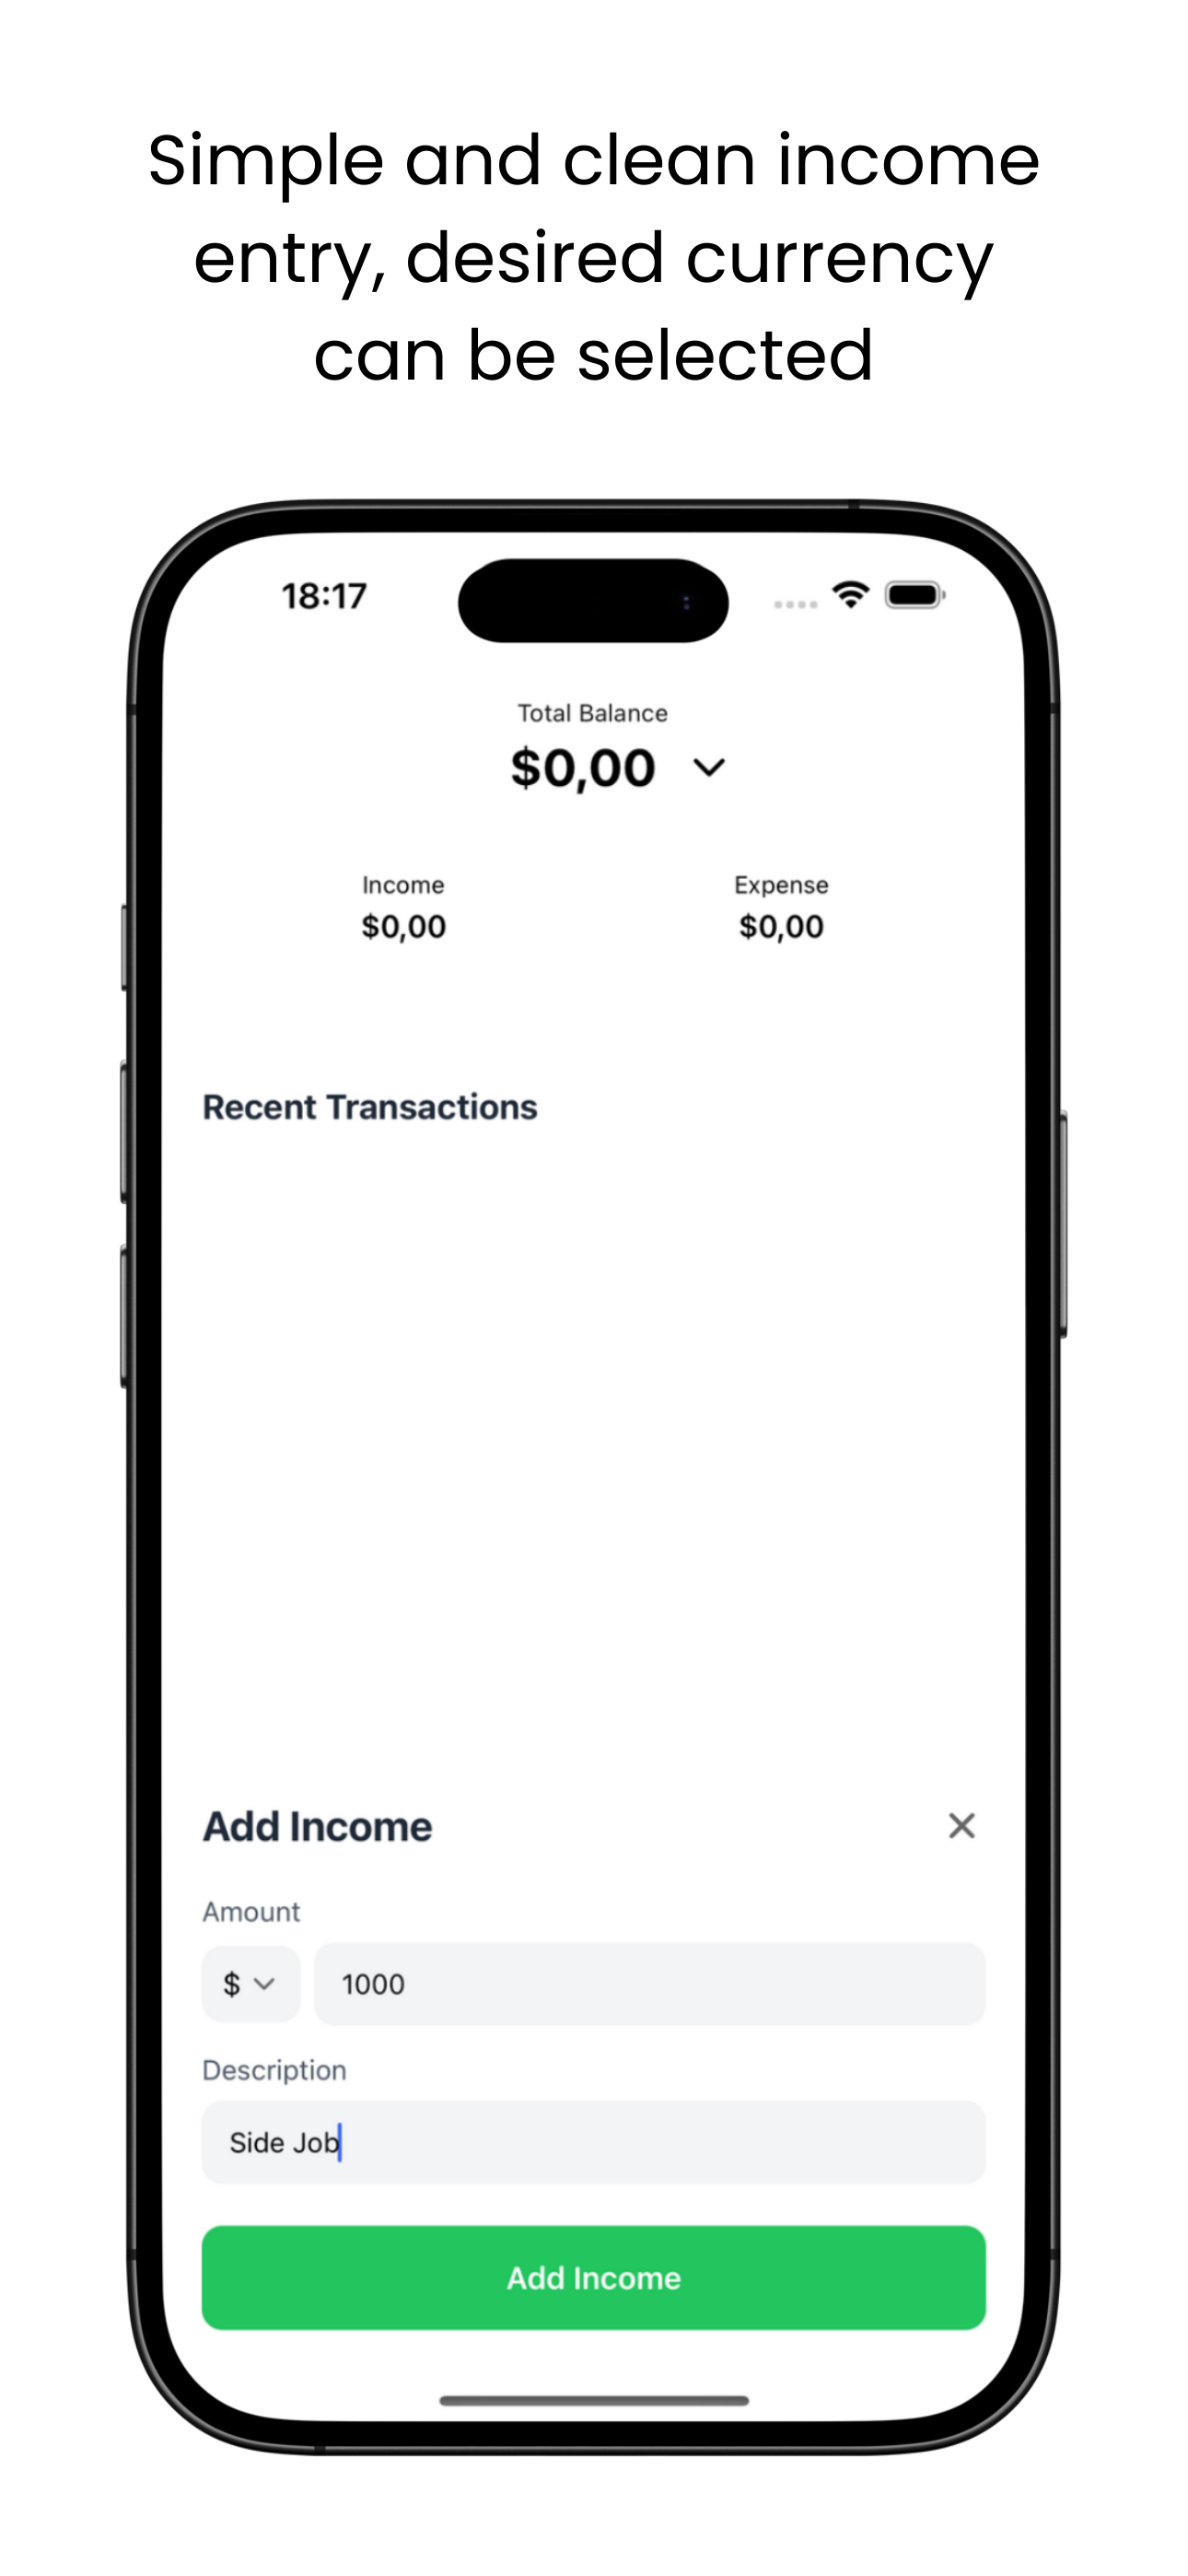 Simple and clean income
entry, desired currency
can be selected
18:17
Total Balance
$0,00
Income Expense
$0,00 $0,00
Recent Transactions
Add Income
Amount
$ 1000
Description
Side Job
Add Income